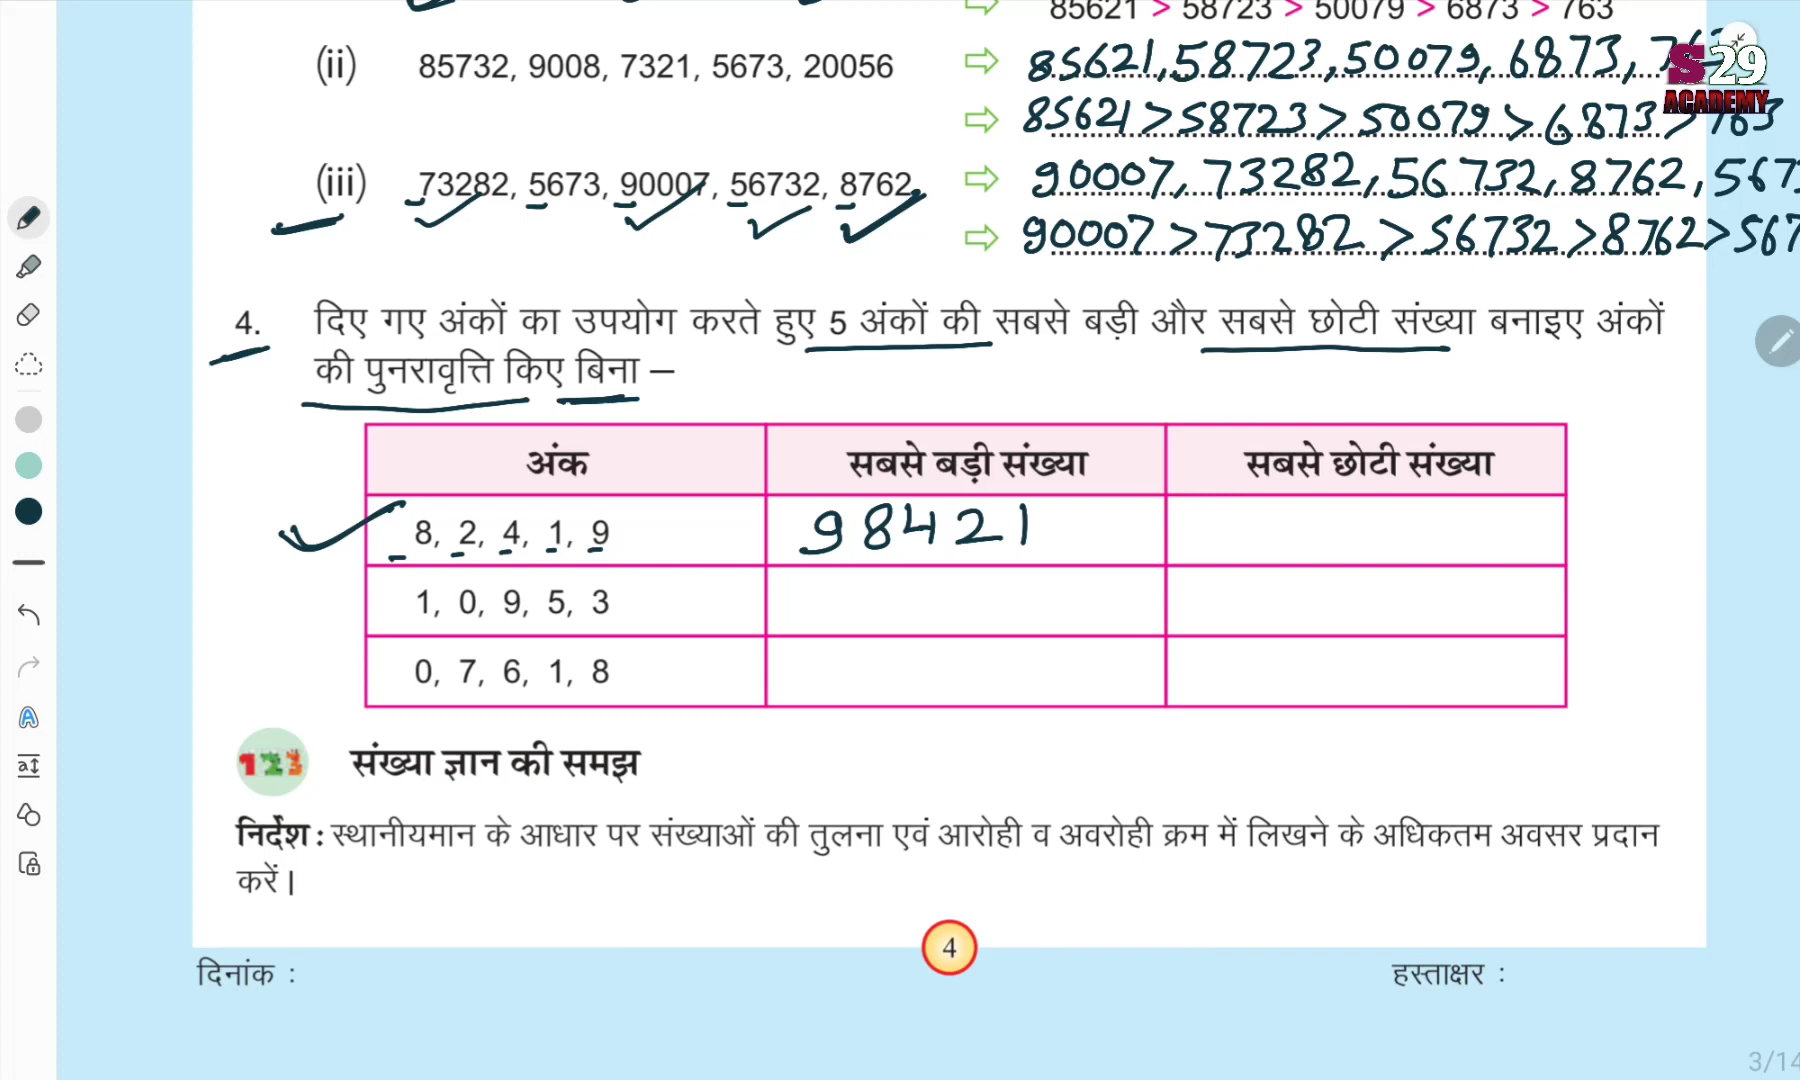 85621 > 58723 > 50079 > 6873 > 763
(ii) 85732, 9008, 7321, 5673, 20056 ⇨ 85621, 58723, 50079, 6873, 763
S29 ACADEMY
⇨ 85621 > 58723 > 50079 > 6873 > 763
(iii) 73282, 5673, 90007, 56732, 8762, ⇨ 90007, 73282, 56732, 8762, 567
⇨ 90007 > 73282 > 56732 > 8762 > 567
4. दिए गए अंकों का उपयोग करते हुए 5 अंकों की सबसे बड़ी और सबसे छोटी संख्या बनाइए अंकों
की पुनरावृत्ति किए बिना –
अंक सबसे बड़ी संख्या सबसे छोटी संख्या
8, 2, 4, 1, 9 98421
1, 0, 9, 5, 3
0, 7, 6, 1, 8
123 संख्या ज्ञान की समझ
निर्देश : स्थानीयमान के आधार पर संख्याओं की तुलना एवं आरोही व अवरोही क्रम में लिखने के अधिकतम अवसर प्रदान
करें।
4
दिनांक : हस्ताक्षर :
3/14